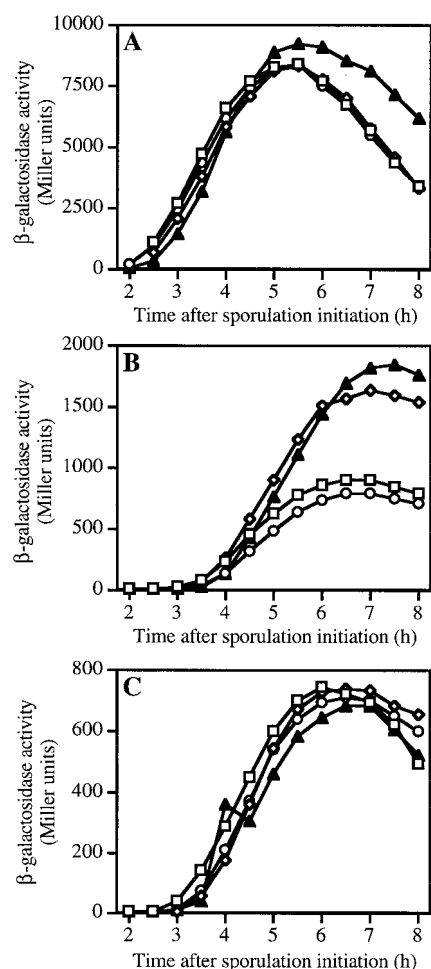 A
10000
7500
5000
2500
0
β-galactosidase activity
(Miller units)
2 3 4 5 6 7 8
Time after sporulation initiation (h)
B
2000
1500
1000
500
0
β-galactosidase activity
(Miller units)
2 3 4 5 6 7 8
Time after sporulation initiation (h)
C
800
600
400
200
0
β-galactosidase activity
(Miller units)
2 3 4 5 6 7 8
Time after sporulation initiation (h)